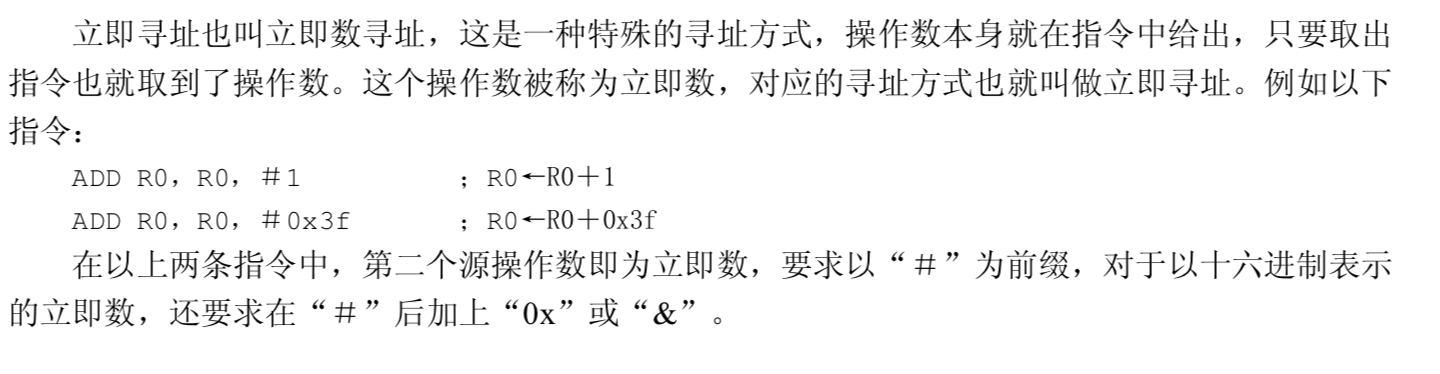 立即寻址也叫立即数寻址，这是一种特殊的寻址方式，操作数本身就在指令中给出，只要取出
指令也就取到了操作数。这个操作数被称为立即数，对应的寻址方式也就叫做立即寻址。例如以下
指令：
ADD R0，R0，＃1 ；R0←R0＋1
ADD R0，R0，＃0x3f ；R0←R0＋0x3f
在以上两条指令中，第二个源操作数即为立即数，要求以“＃”为前缀，对于以十六进制表示
的立即数，还要求在“＃”后加上“0x”或“&”。